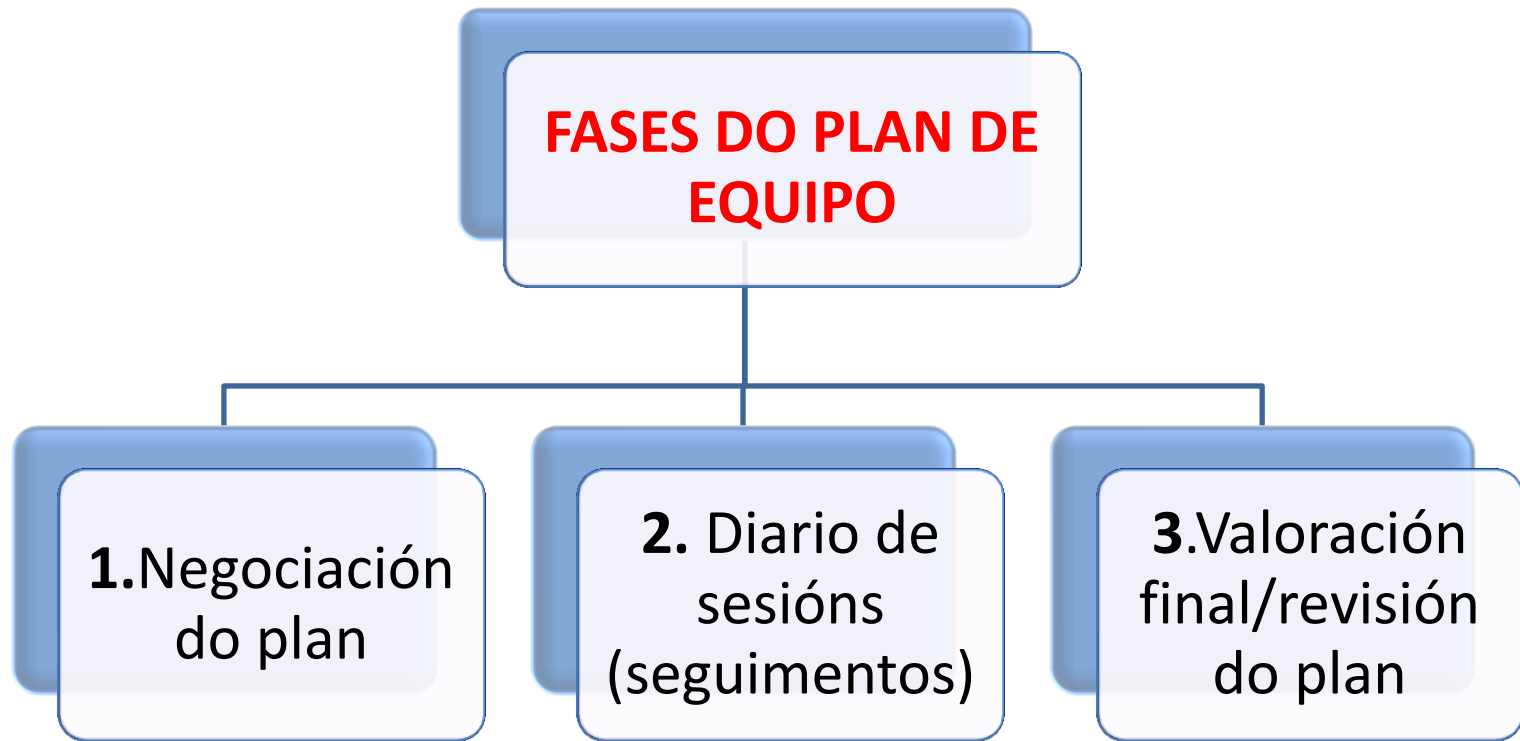 FASES DO PLAN DE
EQUIPO
1.Negociación
do plan
2. Diario de
sesións
(seguimentos)
3.Valoración
final/revisión
do plan